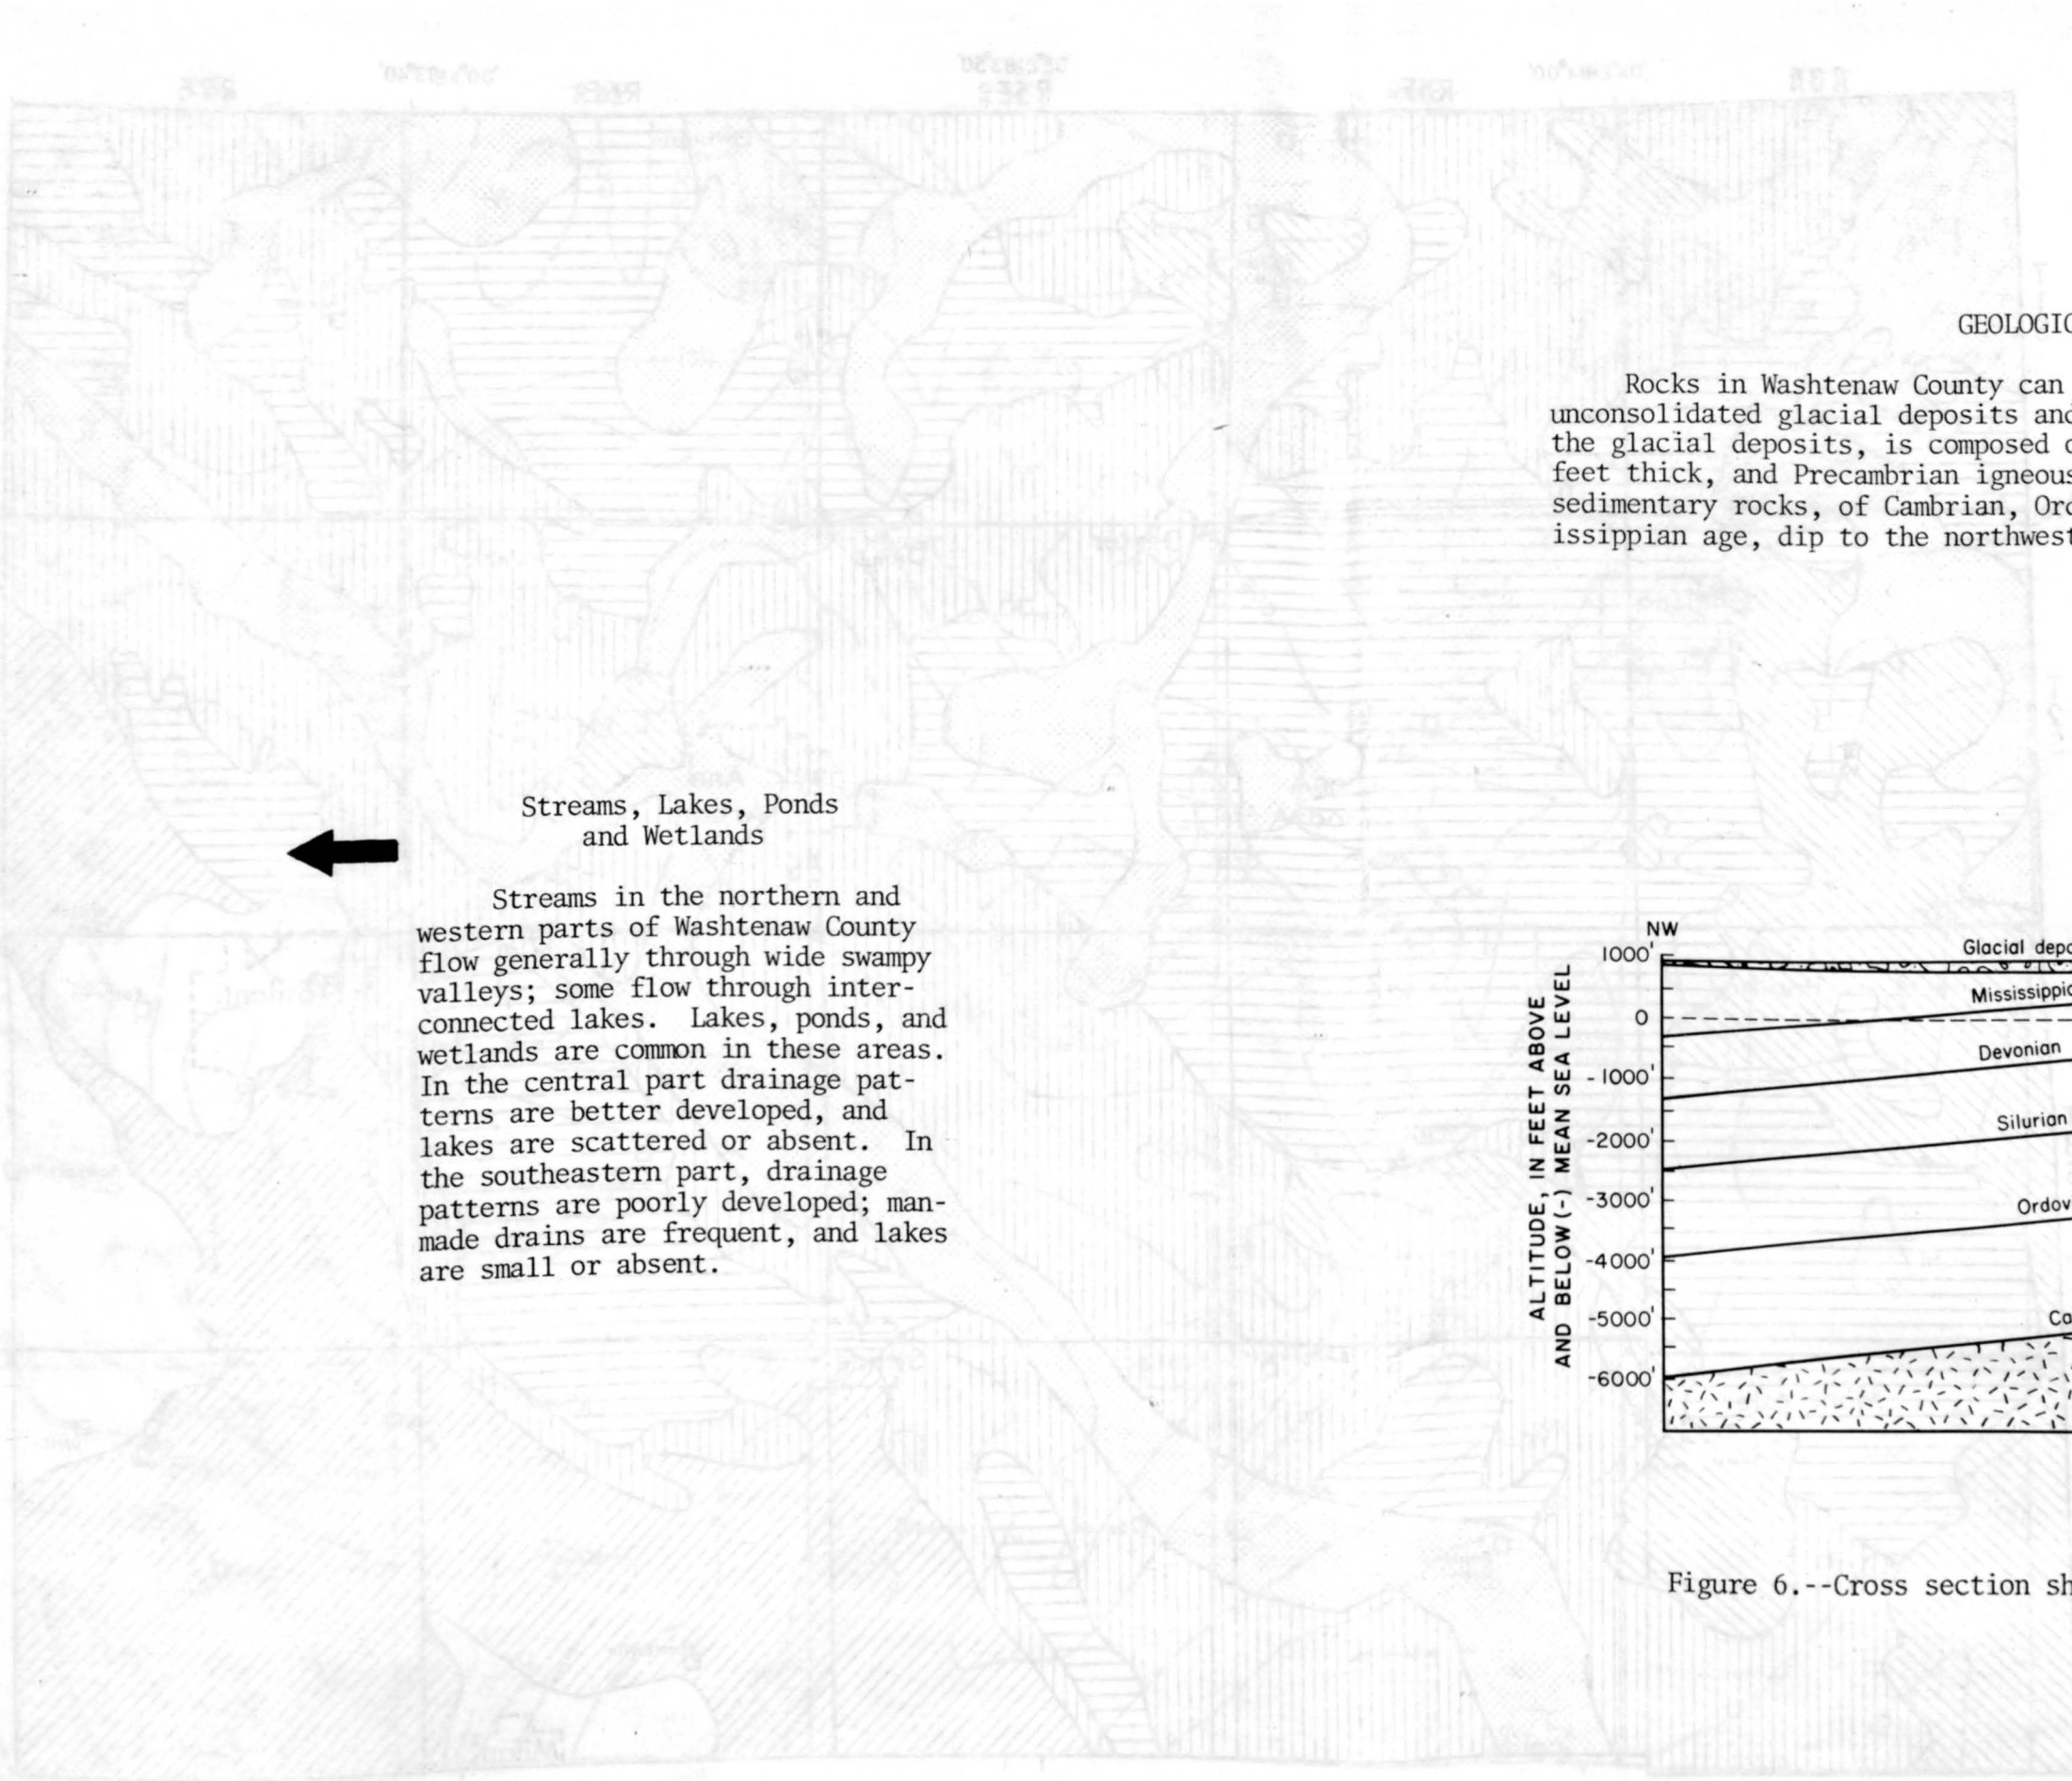 Streams, Lakes, Ponds
and Wetlands
Streams in the northern and
western parts of Washtenaw County
flow generally through wide swampy
valleys; some flow through inter-
connected lakes. Lakes, ponds, and
wetlands are common in these areas.
In the central part drainage pat-
terns are better developed, and
lakes are scattered or absent. In
the southeastern part, drainage
patterns are poorly developed; man-
made drains are frequent, and lakes
are small or absent.
GEOLOGIC
Rocks in Washtenaw County can
unconsolidated glacial deposits and
the glacial deposits, is composed
feet thick, and Precambrian igneous
sedimentary rocks, of Cambrian, Ord
issippian age, dip to the northwest
ALTITUDE, IN FEET ABOVE
AND BELOW (-) MEAN SEA LEVEL
NW
1000'
0
-1000'
-2000'
-3000'
-4000'
-5000'
-6000'
Glacial depo
Mississippia
Devonian
Silurian
Ordov
Ca
Figure 6.--Cross section sh